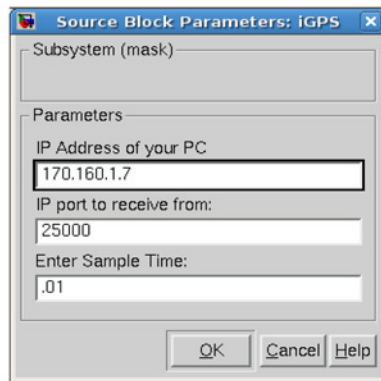 Source Block Parameters: iGPS
Subsystem (mask)
Parameters
IP Address of your PC
170.160.1.7
IP port to receive from:
25000
Enter Sample Time:
.01
OK Cancel Help